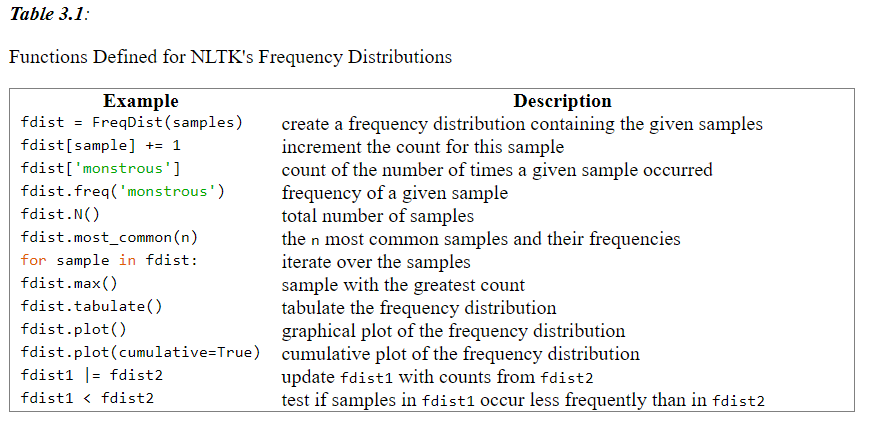 Table 3.1:
Functions Defined for NLTK's Frequency Distributions
Example Description
fdist = FreqDist(samples) create a frequency distribution containing the given samples
fdist[sample] += 1 increment the count for this sample
fdist['monstrous'] count of the number of times a given sample occurred
fdist.freq('monstrous') frequency of a given sample
fdist.N() total number of samples
fdist.most_common(n) the n most common samples and their frequencies
for sample in fdist: iterate over the samples
fdist.max() sample with the greatest count
fdist.tabulate() tabulate the frequency distribution
fdist.plot() graphical plot of the frequency distribution
fdist.plot(cumulative=True) cumulative plot of the frequency distribution
fdist1 |= fdist2 update fdist1 with counts from fdist2
fdist1 < fdist2 test if samples in fdist1 occur less frequently than in fdist2